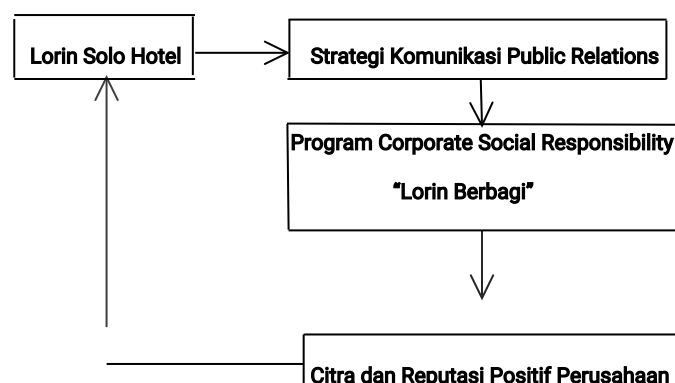 Lorin Solo Hotel
Strategi Komunikasi Public Relations
Program Corporate Social Responsibility
“Lorin Berbagi”
Citra dan Reputasi Positif Perusahaan